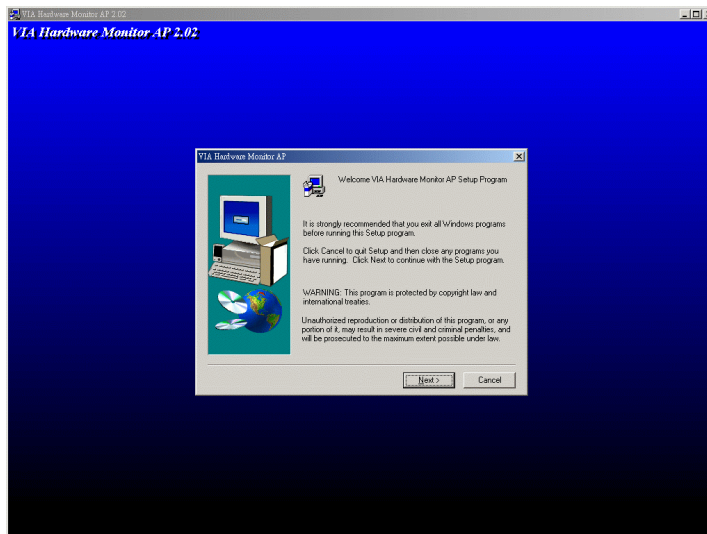 VIA Hardware Monitor AP 2.02
VIA Hardware Monitor AP 2.02
VIA Hardware Monitor AP
Welcome VIA Hardware Monitor AP Setup Program
It is strongly recommended that you exit all Windows programs
before running this Setup program.
Click Cancel to quit Setup and then close any programs you
have running. Click Next to continue with the Setup program.
WARNING: This program is protected by copyright law and
international treaties.
Unauthorized reproduction or distribution of this program, or any
portion of it, may result in severe civil and criminal penalties, and
will be prosecuted to the maximum extent possible under law.
Next >
Cancel